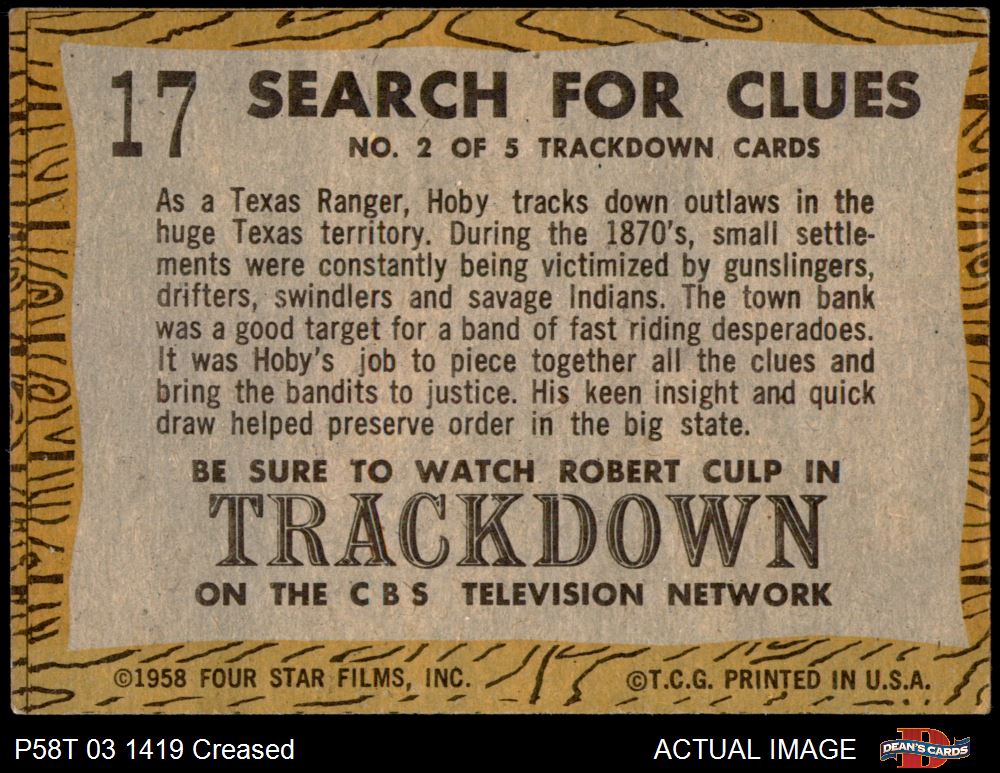 17
SEARCH FOR CLUES
NO. 2 OF 5 TRACKDOWN CARDS
As a Texas Ranger, Hoby tracks down outlaws in the
huge Texas territory. During the 1870's, small settle-
ments were constantly being victimized by gunslingers,
drifters, swindlers and savage Indians. The town bank
was a good target for a band of fast riding desperadoes.
It was Hoby's job to piece together all the clues and
bring the bandits to justice. His keen insight and quick
draw helped preserve order in the big state.
BE SURE TO WATCH ROBERT CULP IN
TRACKDOWN
ON THE CBS TELEVISION NETWORK
©1958 FOUR STAR FILMS, INC. ©T.C.G. PRINTED IN U.S.A.
P58T 03 1419 Creased ACTUAL IMAGE DEAN'S CARDS